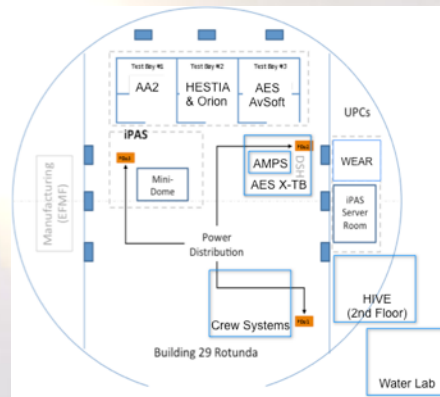 Test Bay #1
Test Bay #2
Test Bay #3
AA2
HESTIA
& Orion
AES
AvSoft
UPCs
iPAS
Mini-
Dome
AMPS
DSH
AES X-TB
WEAR
iPAS
Server
Room
Manufacturing
(EFMF)
Power
Distribution
Crew Systems
HIVE
(2nd Floor)
Building 29 Rotunda
Water Lab